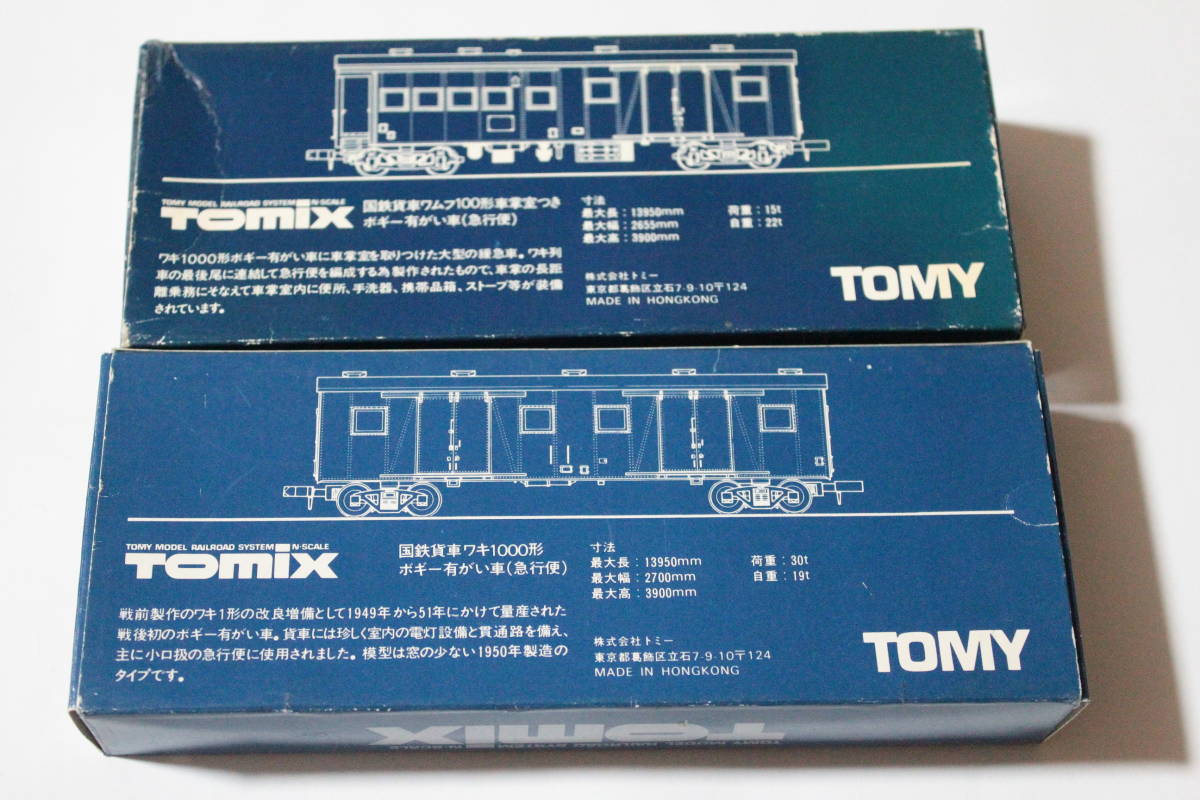 TOMY MODEL RAILROAD SYSTEM N-SCALE
TOMIX
国鉄貨車ワムフ100形車掌室つき
ボギー有がい車(急行便)
寸法
最大長:13950mm 荷重:15t
最大幅:2655mm 自重:22t
最大高:3900mm
ワキ1000形ボギー有がい車に車掌室を取りつけた大型の緩急車。ワキ列
車の最後尾に連結して急行便を編成する為製作されたもので、車掌の長距
離乗務にそなえて車掌室内に便所、手洗器、携帯品箱、ストーブ等が装備
されています。
株式会社トミー
東京都葛飾区立石7-9-10〒124
MADE IN HONGKONG
TOMY
TOMY MODEL RAILROAD SYSTEM N-SCALE
TOMIX
国鉄貨車ワキ1000形
ボギー有がい車(急行便)
寸法
最大長:13950mm 荷重:30t
最大幅:2700mm 自重:19t
最大高:3900mm
戦前製作のワキ1形の改良増備として1949年から51年にかけて量産された
戦後初のボギー有がい車。貨車には珍しく室内の電灯設備と貫通路を備え、
主に小口扱の急行便に使用されました。模型は窓の少ない1950年製造の
タイプです。
株式会社トミー
東京都葛飾区立石7-9-10〒124
MADE IN HONGKONG
TOMY
TOMIX
TOMY MODEL RAILROAD SYSTEM N-SCALE